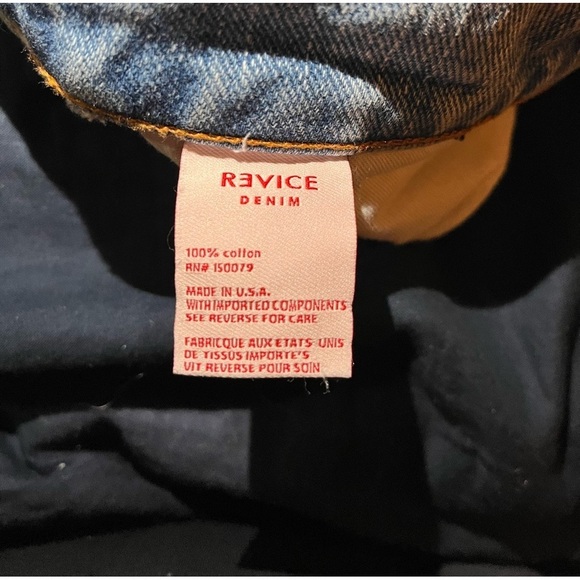 RƎVICE
DENIM
100% cotton
RN# 150079
MADE IN U.S.A.
WITH IMPORTED COMPONENTS
SEE REVERSE FOR CARE
FABRICQUE AUX ETATS UNIS
DE TISSUS IMPORTE'S
VIT REVERSE POUR SOIN